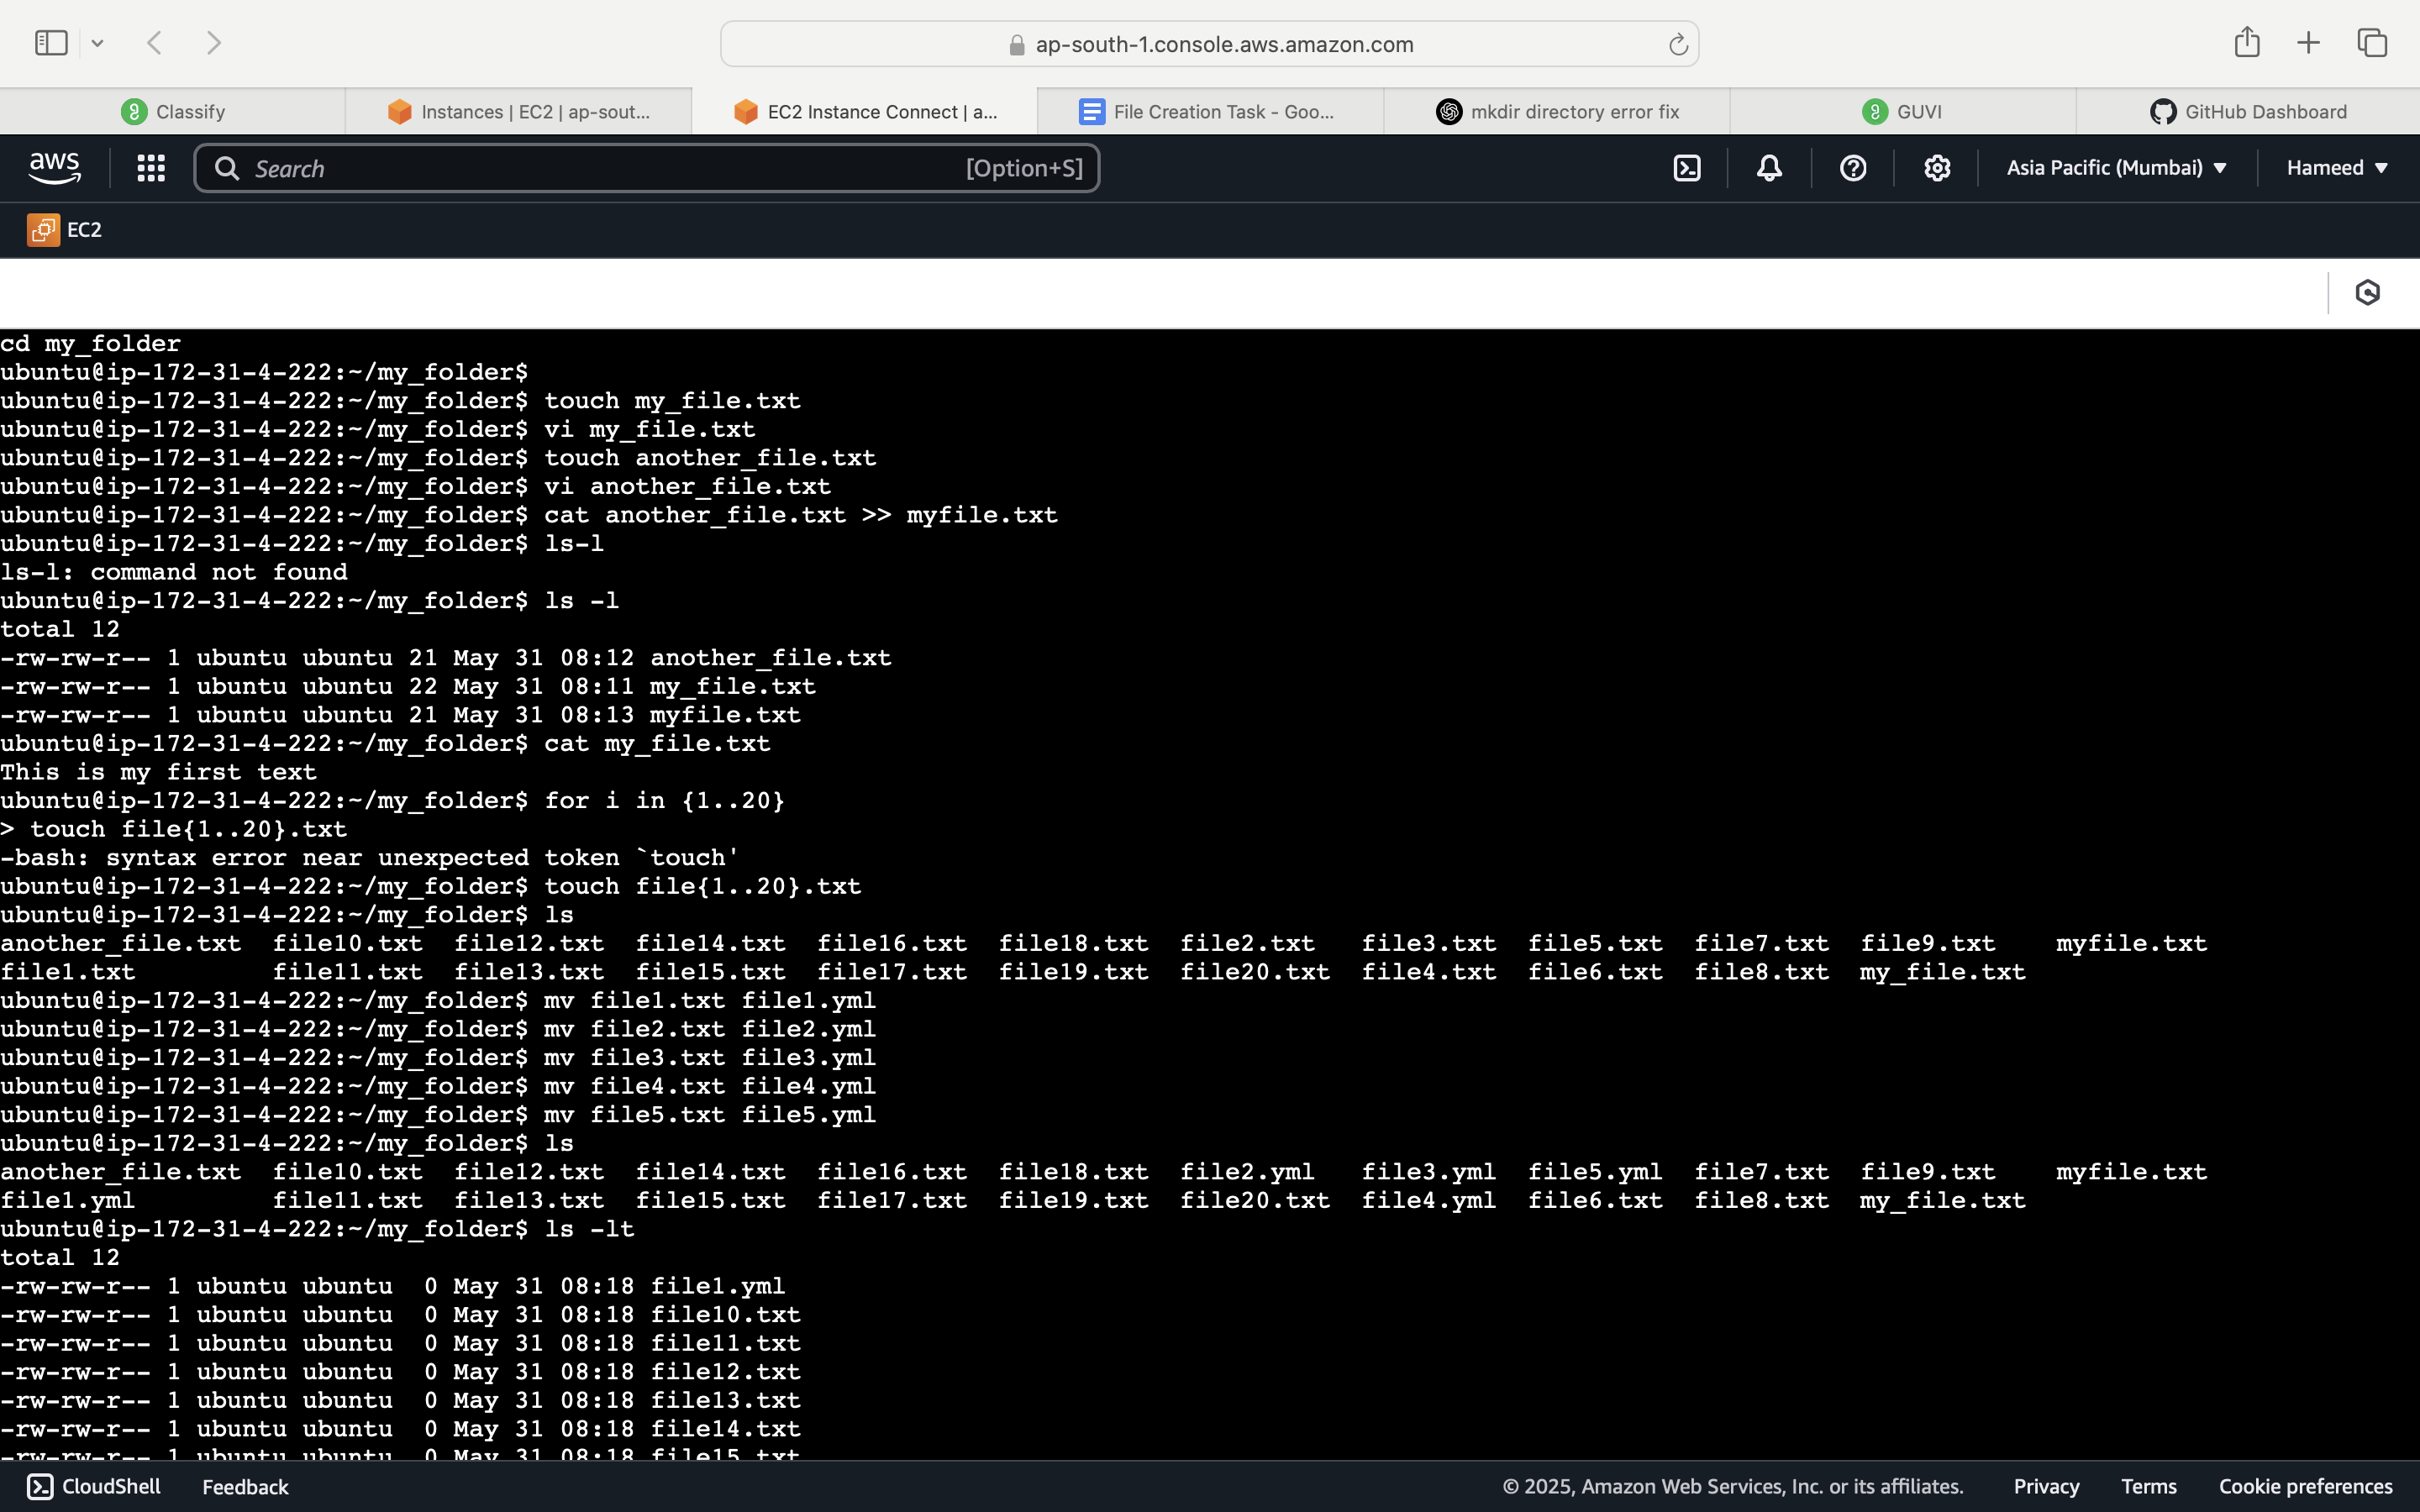 ap-south-1.console.aws.amazon.com
Classify
Instances | EC2 | ap-sout...
EC2 Instance Connect | a...
File Creation Task - Goo...
mkdir directory error fix
GUVI
GitHub Dashboard
aws
Search
[Option+S]
Asia Pacific (Mumbai)
Hameed
EC2
cd my_folder
ubuntu@ip-172-31-4-222:~/my_folder$
ubuntu@ip-172-31-4-222:~/my_folder$ touch my_file.txt
ubuntu@ip-172-31-4-222:~/my_folder$ vi my_file.txt
ubuntu@ip-172-31-4-222:~/my_folder$ touch another_file.txt
ubuntu@ip-172-31-4-222:~/my_folder$ vi another_file.txt
ubuntu@ip-172-31-4-222:~/my_folder$ cat another_file.txt >> myfile.txt
ubuntu@ip-172-31-4-222:~/my_folder$ ls-l
ls-l: command not found
ubuntu@ip-172-31-4-222:~/my_folder$ ls -l
total 12
-rw-rw-r-- 1 ubuntu ubuntu 21 May 31 08:12 another_file.txt
-rw-rw-r-- 1 ubuntu ubuntu 22 May 31 08:11 my_file.txt
-rw-rw-r-- 1 ubuntu ubuntu 21 May 31 08:13 myfile.txt
ubuntu@ip-172-31-4-222:~/my_folder$ cat my_file.txt
This is my first text
ubuntu@ip-172-31-4-222:~/my_folder$ for i in {1..20}
> touch file{1..20}.txt
-bash: syntax error near unexpected token `touch'
ubuntu@ip-172-31-4-222:~/my_folder$ touch file{1..20}.txt
ubuntu@ip-172-31-4-222:~/my_folder$ ls
another_file.txt  file10.txt  file12.txt  file14.txt  file16.txt  file18.txt  file2.txt   file3.txt  file5.txt  file7.txt  file9.txt    myfile.txt
file1.txt         file11.txt  file13.txt  file15.txt  file17.txt  file19.txt  file20.txt  file4.txt  file6.txt  file8.txt  my_file.txt
ubuntu@ip-172-31-4-222:~/my_folder$ mv file1.txt file1.yml
ubuntu@ip-172-31-4-222:~/my_folder$ mv file2.txt file2.yml
ubuntu@ip-172-31-4-222:~/my_folder$ mv file3.txt file3.yml
ubuntu@ip-172-31-4-222:~/my_folder$ mv file4.txt file4.yml
ubuntu@ip-172-31-4-222:~/my_folder$ mv file5.txt file5.yml
ubuntu@ip-172-31-4-222:~/my_folder$ ls
another_file.txt  file10.txt  file12.txt  file14.txt  file16.txt  file18.txt  file2.yml   file3.yml  file5.yml  file7.txt  file9.txt    myfile.txt
file1.yml         file11.txt  file13.txt  file15.txt  file17.txt  file19.txt  file20.txt  file4.yml  file6.txt  file8.txt  my_file.txt
ubuntu@ip-172-31-4-222:~/my_folder$ ls -lt
total 12
-rw-rw-r-- 1 ubuntu ubuntu  0 May 31 08:18 file1.yml
-rw-rw-r-- 1 ubuntu ubuntu  0 May 31 08:18 file10.txt
-rw-rw-r-- 1 ubuntu ubuntu  0 May 31 08:18 file11.txt
-rw-rw-r-- 1 ubuntu ubuntu  0 May 31 08:18 file12.txt
-rw-rw-r-- 1 ubuntu ubuntu  0 May 31 08:18 file13.txt
-rw-rw-r-- 1 ubuntu ubuntu  0 May 31 08:18 file14.txt
-rw-rw-r-- 1 ubuntu ubuntu  0 May 31 08:18 file15.txt
CloudShell
Feedback
© 2025, Amazon Web Services, Inc. or its affiliates.
Privacy
Terms
Cookie preferences